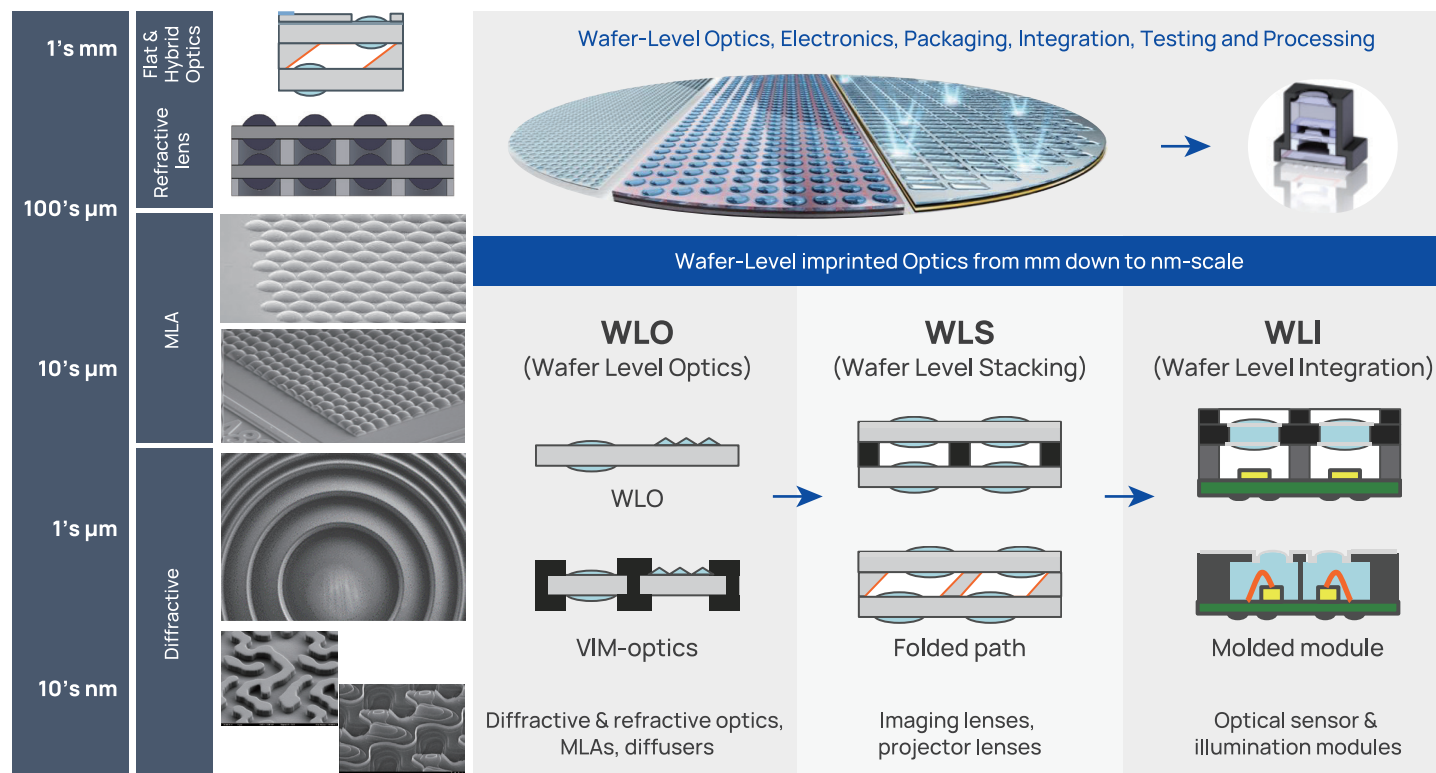 1's mm
100's µm
10's µm
1's µm
10's nm
Flat &
Hybrid
Optics
Refractive
lens
MLA
Diffractive
Wafer-Level Optics, Electronics, Packaging, Integration, Testing and Processing
Wafer-Level imprinted Optics from mm down to nm-scale
WLO
(Wafer Level Optics)
WLO
VIM-optics
Diffractive & refractive optics,
MLAs, diffusers
WLS
(Wafer Level Stacking)
Folded path
Imaging lenses,
projector lenses
WLI
(Wafer Level Integration)
Molded module
Optical sensor &
illumination modules